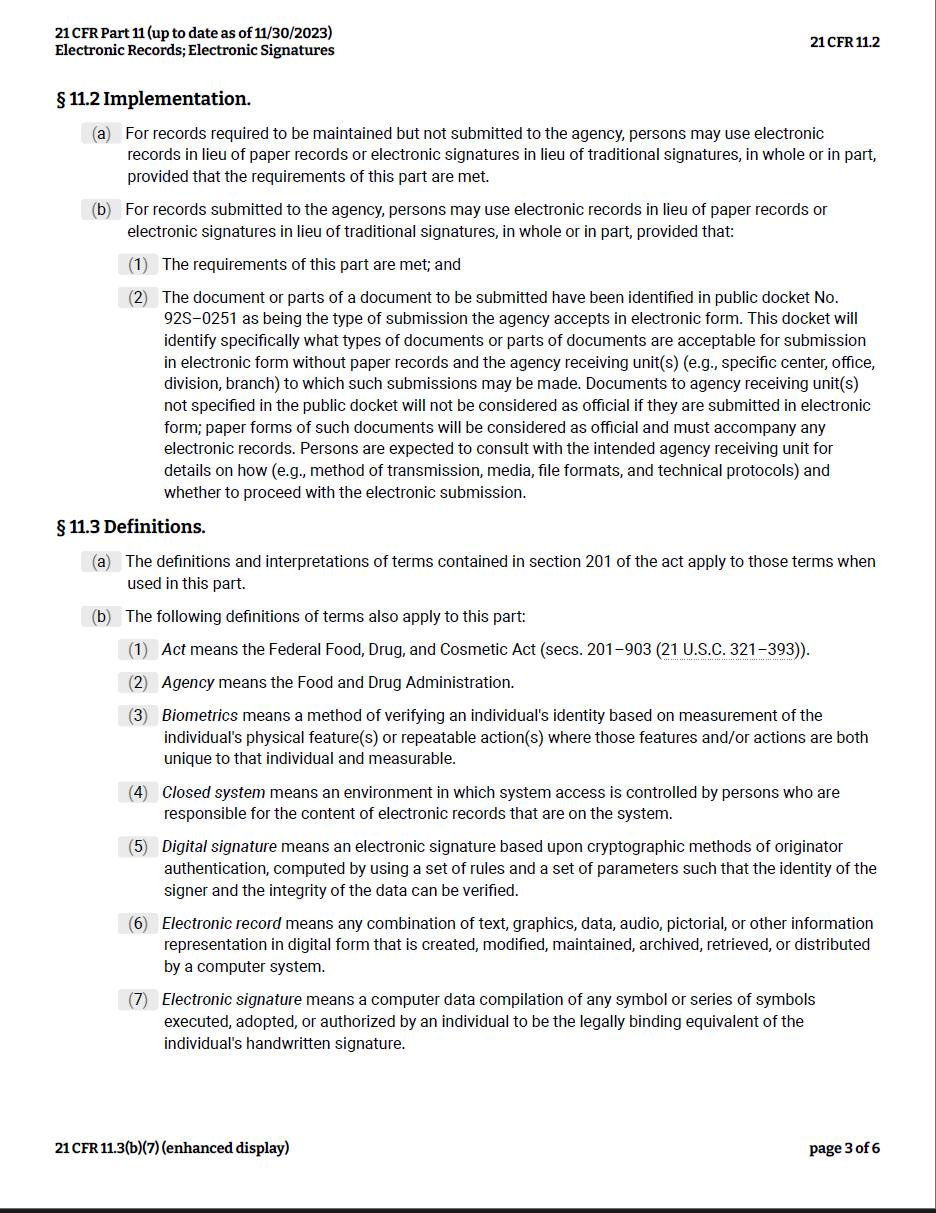 21 CFR Part 11 (up to date as of 11/30/2023)
Electronic Records; Electronic Signatures
21 CFR 11.2
§ 11.2 Implementation.
(a) For records required to be maintained but not submitted to the agency, persons may use electronic
records in lieu of paper records or electronic signatures in lieu of traditional signatures, in whole or in part,
provided that the requirements of this part are met.
(b) For records submitted to the agency, persons may use electronic records in lieu of paper records or
electronic signatures in lieu of traditional signatures, in whole or in part, provided that:
(1) The requirements of this part are met; and
(2) The document or parts of a document to be submitted have been identified in public docket No.
92S–0251 as being the type of submission the agency accepts in electronic form. This docket will
identify specifically what types of documents or parts of documents are acceptable for submission
in electronic form without paper records and the agency receiving unit(s) (e.g., specific center, office,
division, branch) to which such submissions may be made. Documents to agency receiving unit(s)
not specified in the public docket will not be considered as official if they are submitted in electronic
form; paper forms of such documents will be considered as official and must accompany any
electronic records. Persons are expected to consult with the intended agency receiving unit for
details on how (e.g., method of transmission, media, file formats, and technical protocols) and
whether to proceed with the electronic submission.
§ 11.3 Definitions.
(a) The definitions and interpretations of terms contained in section 201 of the act apply to those terms when
used in this part.
(b) The following definitions of terms also apply to this part:
(1) Act means the Federal Food, Drug, and Cosmetic Act (secs. 201–903 (21 U.S.C. 321–393)).
(2) Agency means the Food and Drug Administration.
(3) Biometrics means a method of verifying an individual's identity based on measurement of the
individual's physical feature(s) or repeatable action(s) where those features and/or actions are both
unique to that individual and measurable.
(4) Closed system means an environment in which system access is controlled by persons who are
responsible for the content of electronic records that are on the system.
(5) Digital signature means an electronic signature based upon cryptographic methods of originator
authentication, computed by using a set of rules and a set of parameters such that the identity of the
signer and the integrity of the data can be verified.
(6) Electronic record means any combination of text, graphics, data, audio, pictorial, or other information
representation in digital form that is created, modified, maintained, archived, retrieved, or distributed
by a computer system.
(7) Electronic signature means a computer data compilation of any symbol or series of symbols
executed, adopted, or authorized by an individual to be the legally binding equivalent of the
individual's handwritten signature.
21 CFR 11.3(b)(7) (enhanced display)
page 3 of 6